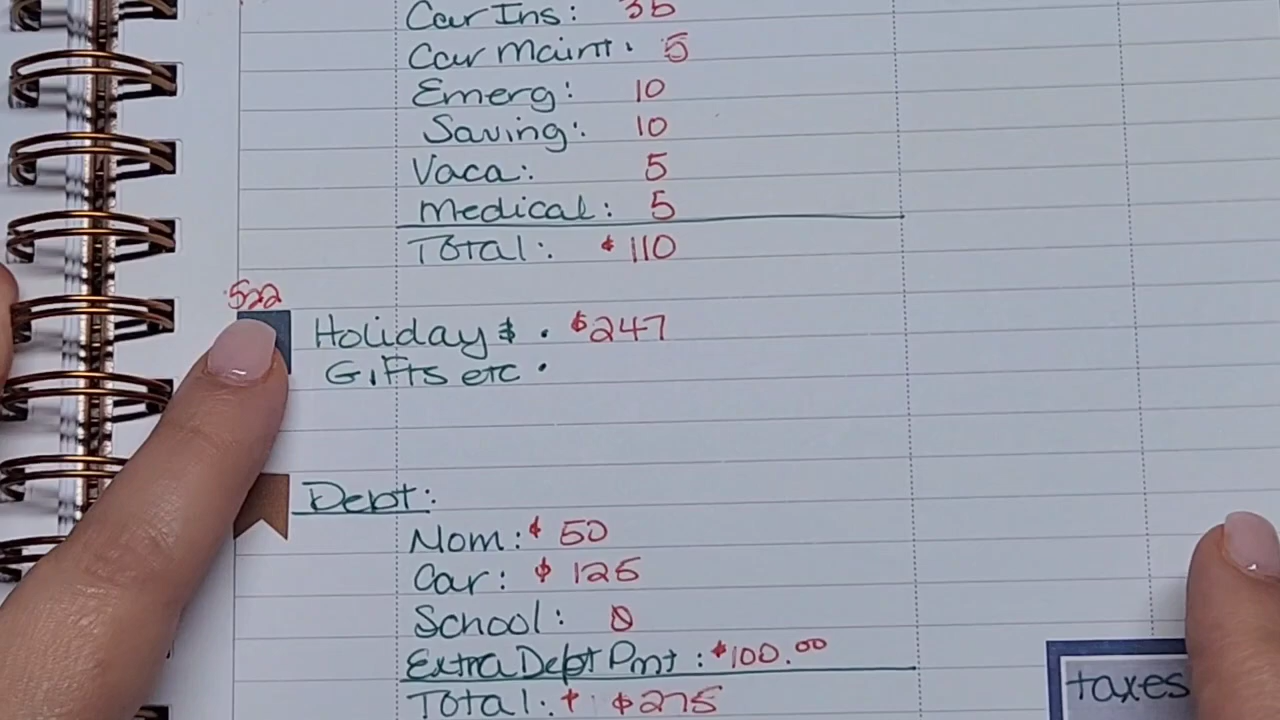 Car Ins: 35
Car Maint: 5
Emerg: 10
Saving: 10
Vaca: 5
Medical: 5
Total: $110
522
Holiday $ : $247
Gifts etc
Debt:
Mom: $50
Car: $125
School: 0
Extra Debt Pmt: $100.00
Total: $275
taxes